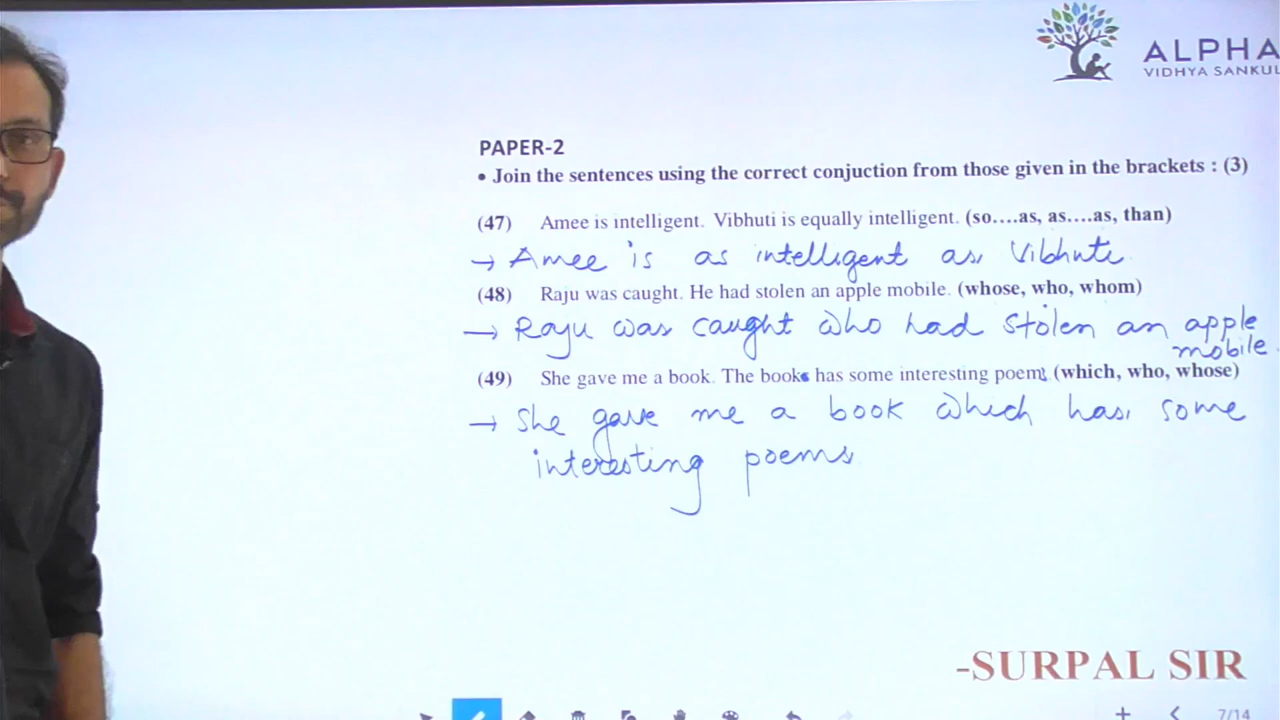 ALPHA
VIDHYA SANKUL
PAPER-2
• Join the sentences using the correct conjuction from those given in the brackets : (3)
(47) Amee is intelligent. Vibhuti is equally intelligent. (so....as, as....as, than)
→ Amee is as intelligent as Vibhuti
(48) Raju was caught. He had stolen an apple mobile. (whose, who, whom)
→ Raju was caught who had stolen an apple
mobile.
(49) She gave me a book. The book has some interesting poems (which, who, whose)
→ She gave me a book which has some
interesting poems
-SURPAL SIR
7/14